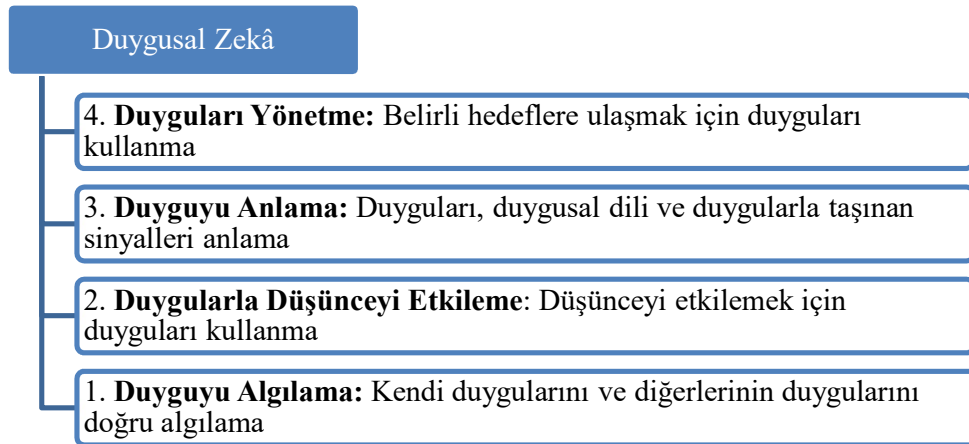 Duygusal Zekâ
4. Duyguları Yönetme: Belirli hedeflere ulaşmak için duyguları
kullanma
3. Duyguyu Anlama: Duyguları, duygusal dili ve duygularla taşınan
sinyalleri anlama
2. Duygularla Düşünceyi Etkileme: Düşünceyi etkilemek için
duyguları kullanma
1. Duyguyu Algılama: Kendi duygularını ve diğerlerinin duygularını
doğru algılama